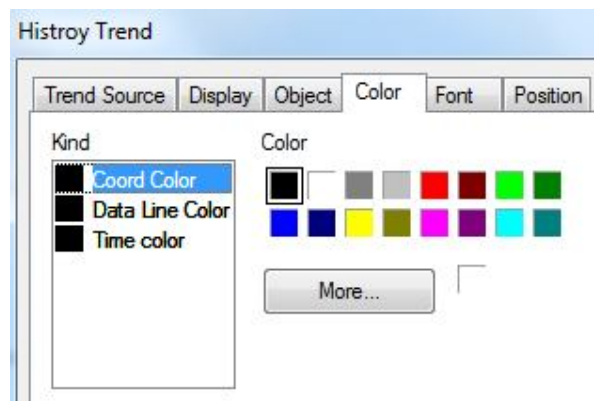 Histroy Trend
Trend Source Display Object Color Font Position
Kind Color
Coord Color
Data Line Color
Time color
More...